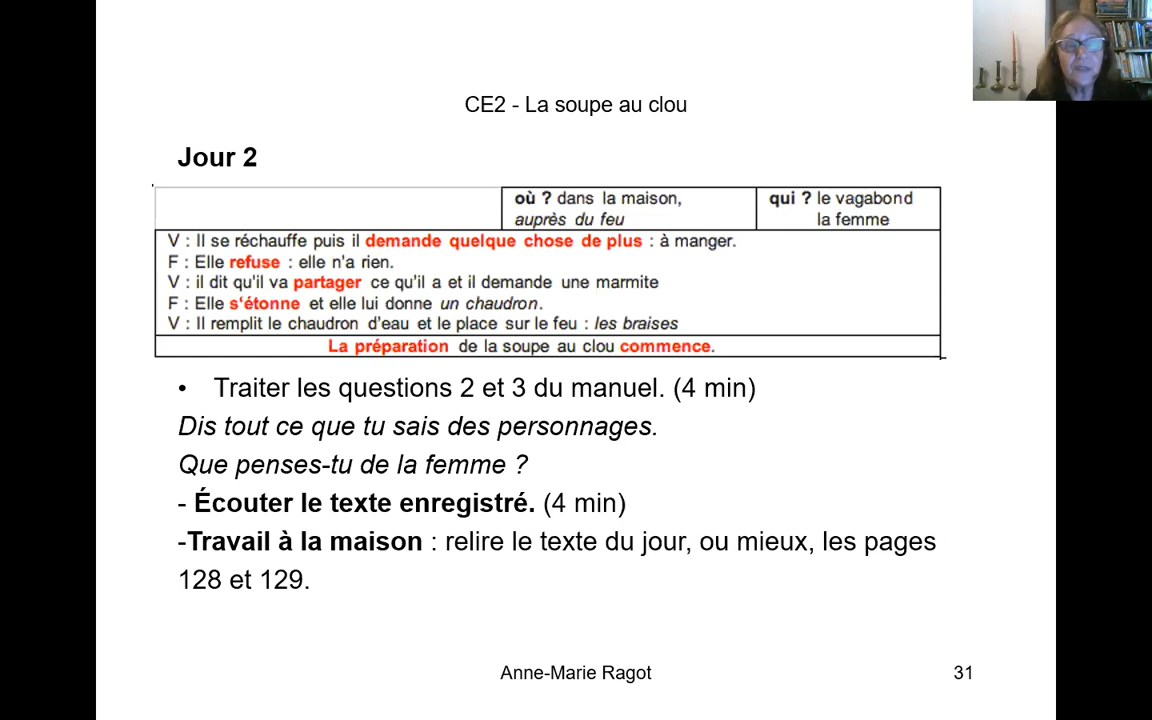 CE2 - La soupe au clou
Jour 2
où ? dans la maison,
auprès du feu
qui ? le vagabond
la femme
V : Il se réchauffe puis il demande quelque chose de plus : à manger.
F : Elle refuse : elle n'a rien.
V : il dit qu'il va partager ce qu'il a et il demande une marmite
F : Elle s'étonne et elle lui donne un chaudron.
V : Il remplit le chaudron d'eau et le place sur le feu : les braises
La préparation de la soupe au clou commence.
• Traiter les questions 2 et 3 du manuel. (4 min)
Dis tout ce que tu sais des personnages.
Que penses-tu de la femme ?
- Écouter le texte enregistré. (4 min)
-Travail à la maison : relire le texte du jour, ou mieux, les pages
128 et 129.
Anne-Marie Ragot
31